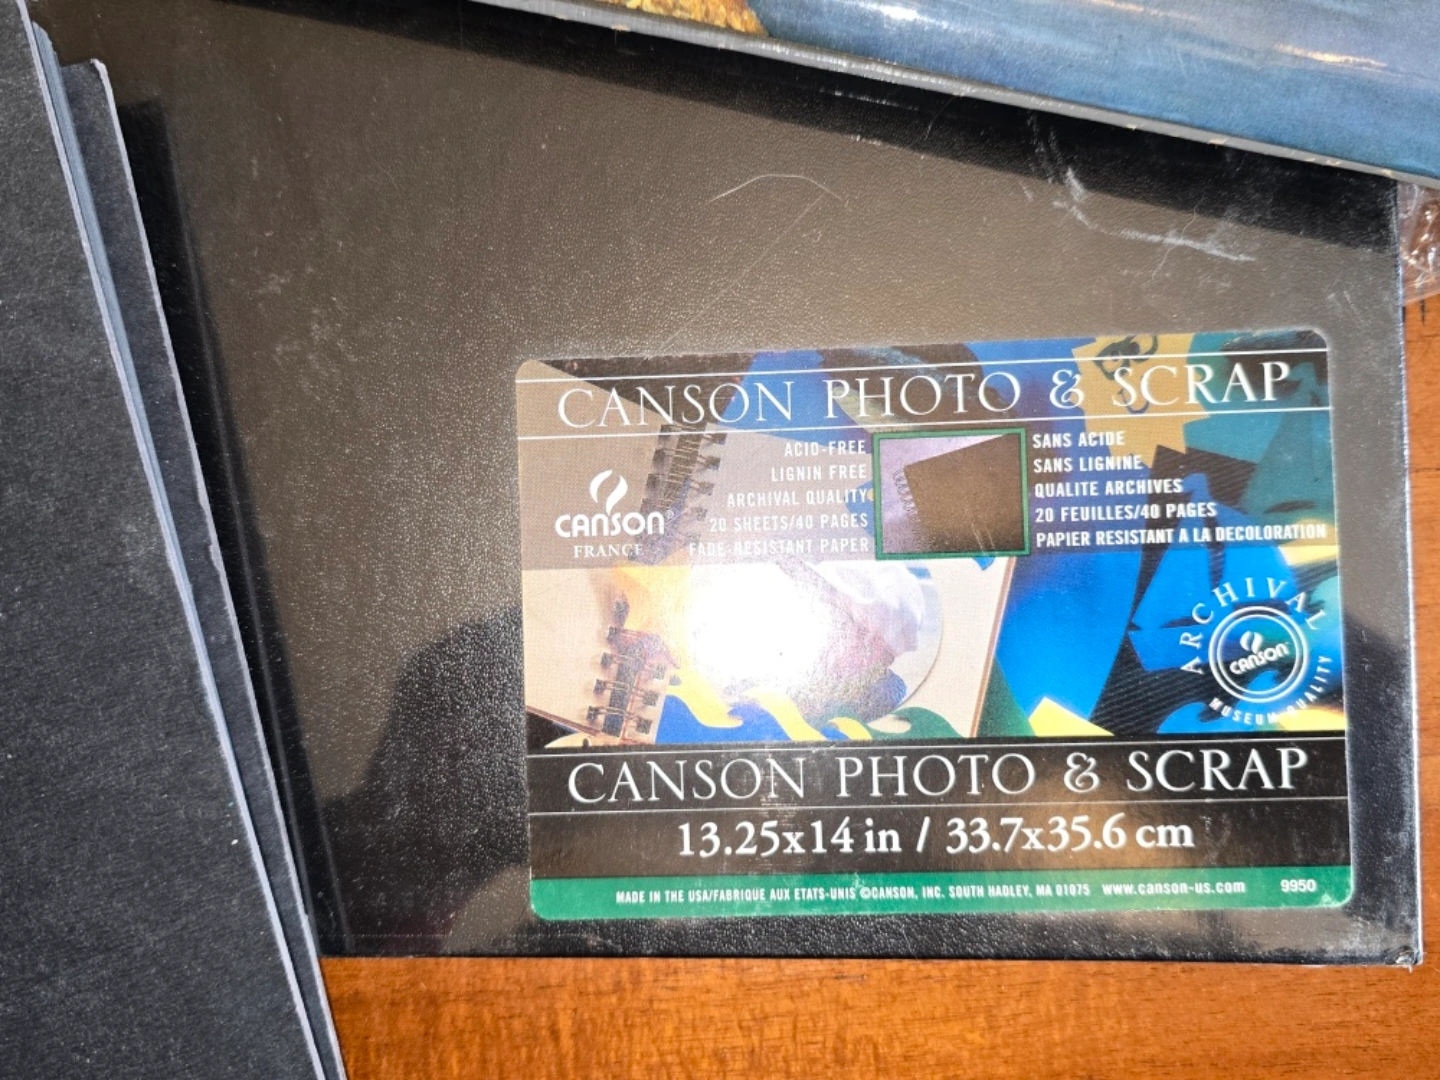 CANSON PHOTO & SCRAP
ACID-FREE
LIGNIN FREE
ARCHIVAL QUALITY
20 SHEETS/40 PAGES
FADE-RESISTANT PAPER
SANS ACIDE
SANS LIGNINE
QUALITE ARCHIVES
20 FEUILLES/40 PAGES
PAPIER RESISTANT A LA DECOLORATION
CANSON®
FRANCE
ARCHIVAL
CANSON
MUSEUM QUALITY
CANSON PHOTO & SCRAP
13.25x14 in / 33.7x35.6 cm
MADE IN THE USA/FABRIQUE AUX ETATS-UNIS ©CANSON, INC. SOUTH HADLEY, MA 01075 www.canson-us.com 9950